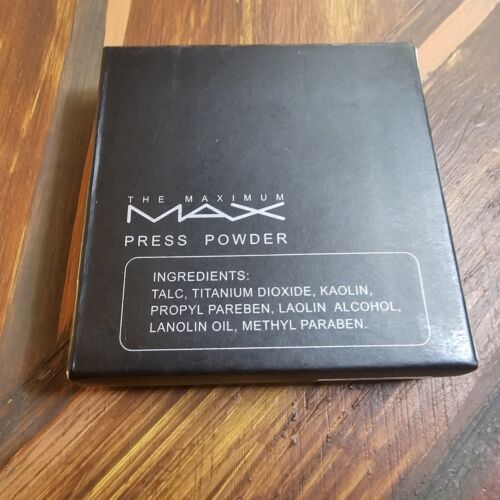 THE MAXIMUM
MAX
PRESS POWDER
INGREDIENTS:
TALC, TITANIUM DIOXIDE, KAOLIN,
PROPYL PAREBEN, LAOLIN ALCOHOL,
LANOLIN OIL, METHYL PARABEN.